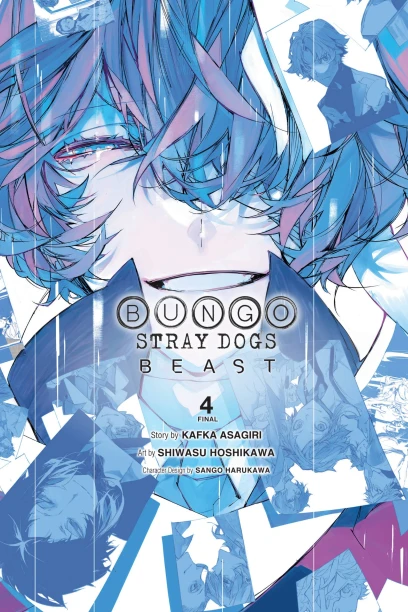 BUNGO
STRAY DOGS
BEAST
4
FINAL
Story by KAFKA ASAGIRI
Art by SHIWASU HOSHIKAWA
Character Design by SANGO HARUKAWA